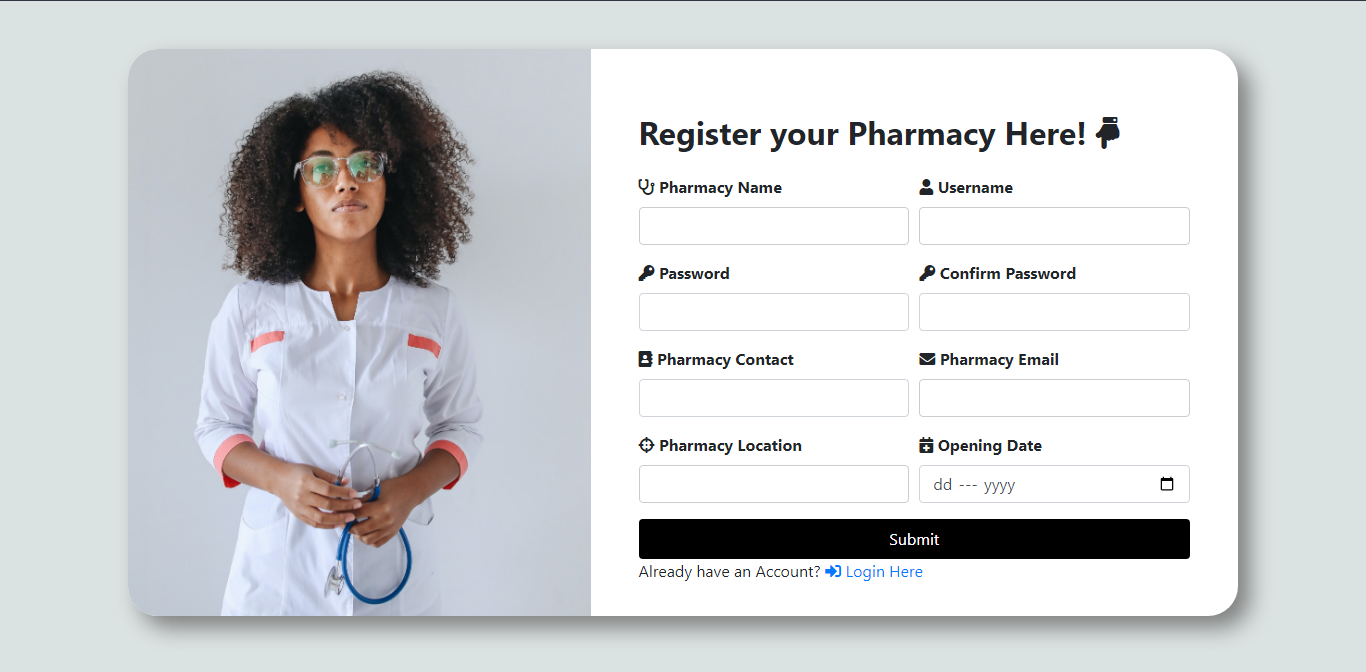 Register your Pharmacy Here!
Pharmacy Name
Username
Password
Confirm Password
Pharmacy Contact
Pharmacy Email
Pharmacy Location
Opening Date
dd --- yyyy
Submit
Already have an Account? Login Here